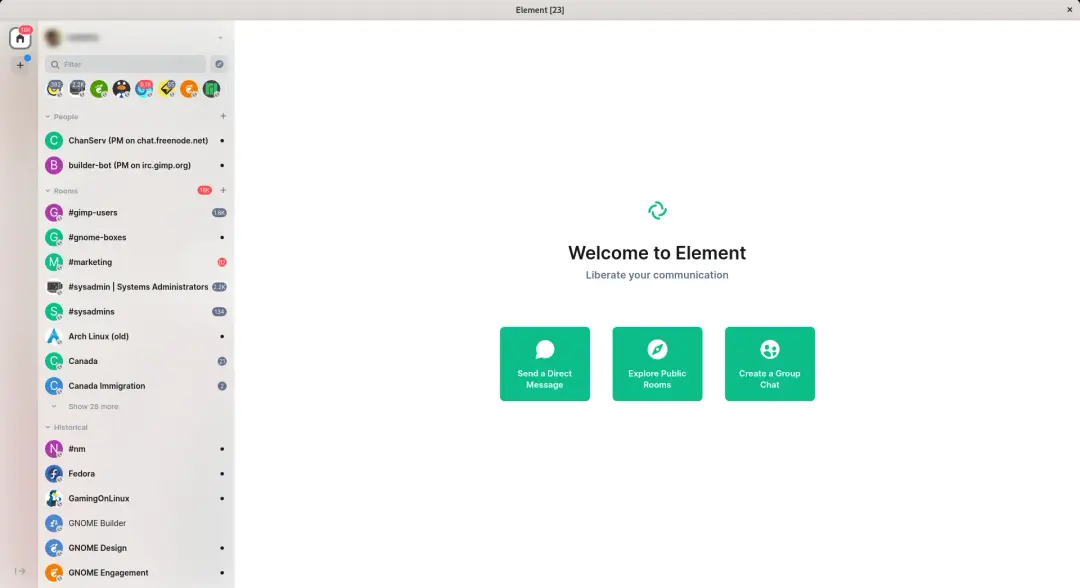 Element [23]
Filter
People
ChanServ (PM on chat.freenode.net)
builder-bot (PM on irc.gimp.org)
Rooms
#gimp-users
#gnome-boxes
#marketing
#sysadmin | Systems Administrators
2.2K
#sysadmins
134
Arch Linux (old)
Canada
Canada Immigration
2
Show 28 more
Historical
#nm
Fedora
GamingOnLinux
GNOME Builder
GNOME Design
GNOME Engagement
Welcome to Element
Liberate your communication
Send a Direct
Message
Explore Public
Rooms
Create a Group
Chat